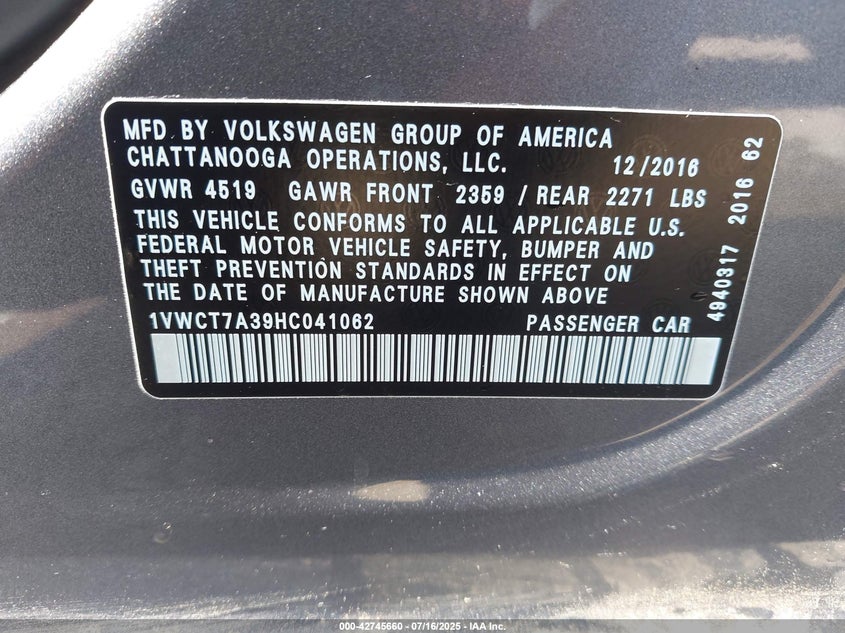 MFD BY VOLKSWAGEN GROUP OF AMERICA
CHATTANOOGA OPERATIONS, LLC. 12/2016
GVWR 4519 GAWR FRONT 2359 / REAR 2271 LBS
THIS VEHICLE CONFORMS TO ALL APPLICABLE U.S.
FEDERAL MOTOR VEHICLE SAFETY, BUMPER AND
THEFT PREVENTION STANDARDS IN EFFECT ON
THE DATE OF MANUFACTURE SHOWN ABOVE
1VWCT7A39HC041062 PASSENGER CAR
4940317 2016 62
000-42745660 - 07/16/2025 - IAA Inc.